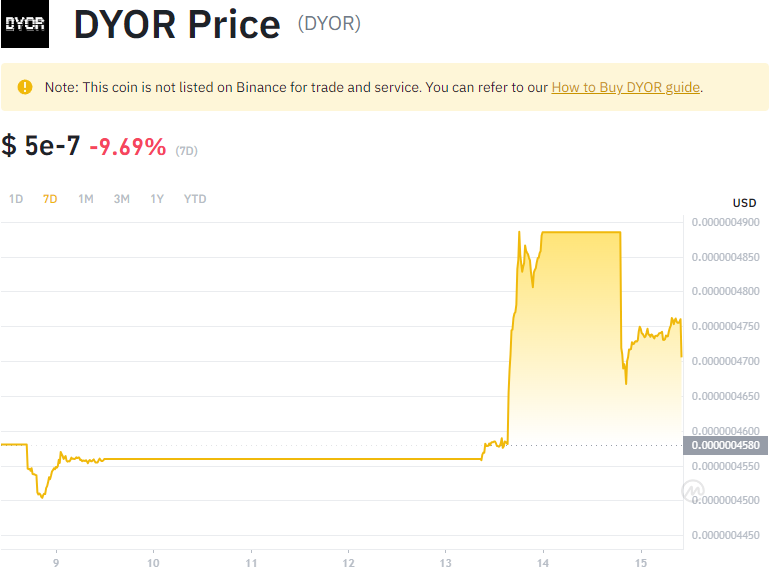 DYOR
DYOR Price (DYOR)
Note: This coin is not listed on Binance for trade and service. You can refer to our How to Buy DYOR guide.
$ 5e-7 -9.69% (7D)
1D 7D 1M 3M 1Y YTD
USD
0.0000004900
0.0000004850
0.0000004800
0.0000004750
0.0000004700
0.0000004650
0.0000004600
0.0000004580
0.0000004550
0.0000004500
0.0000004450
9 10 11 12 13 14 15